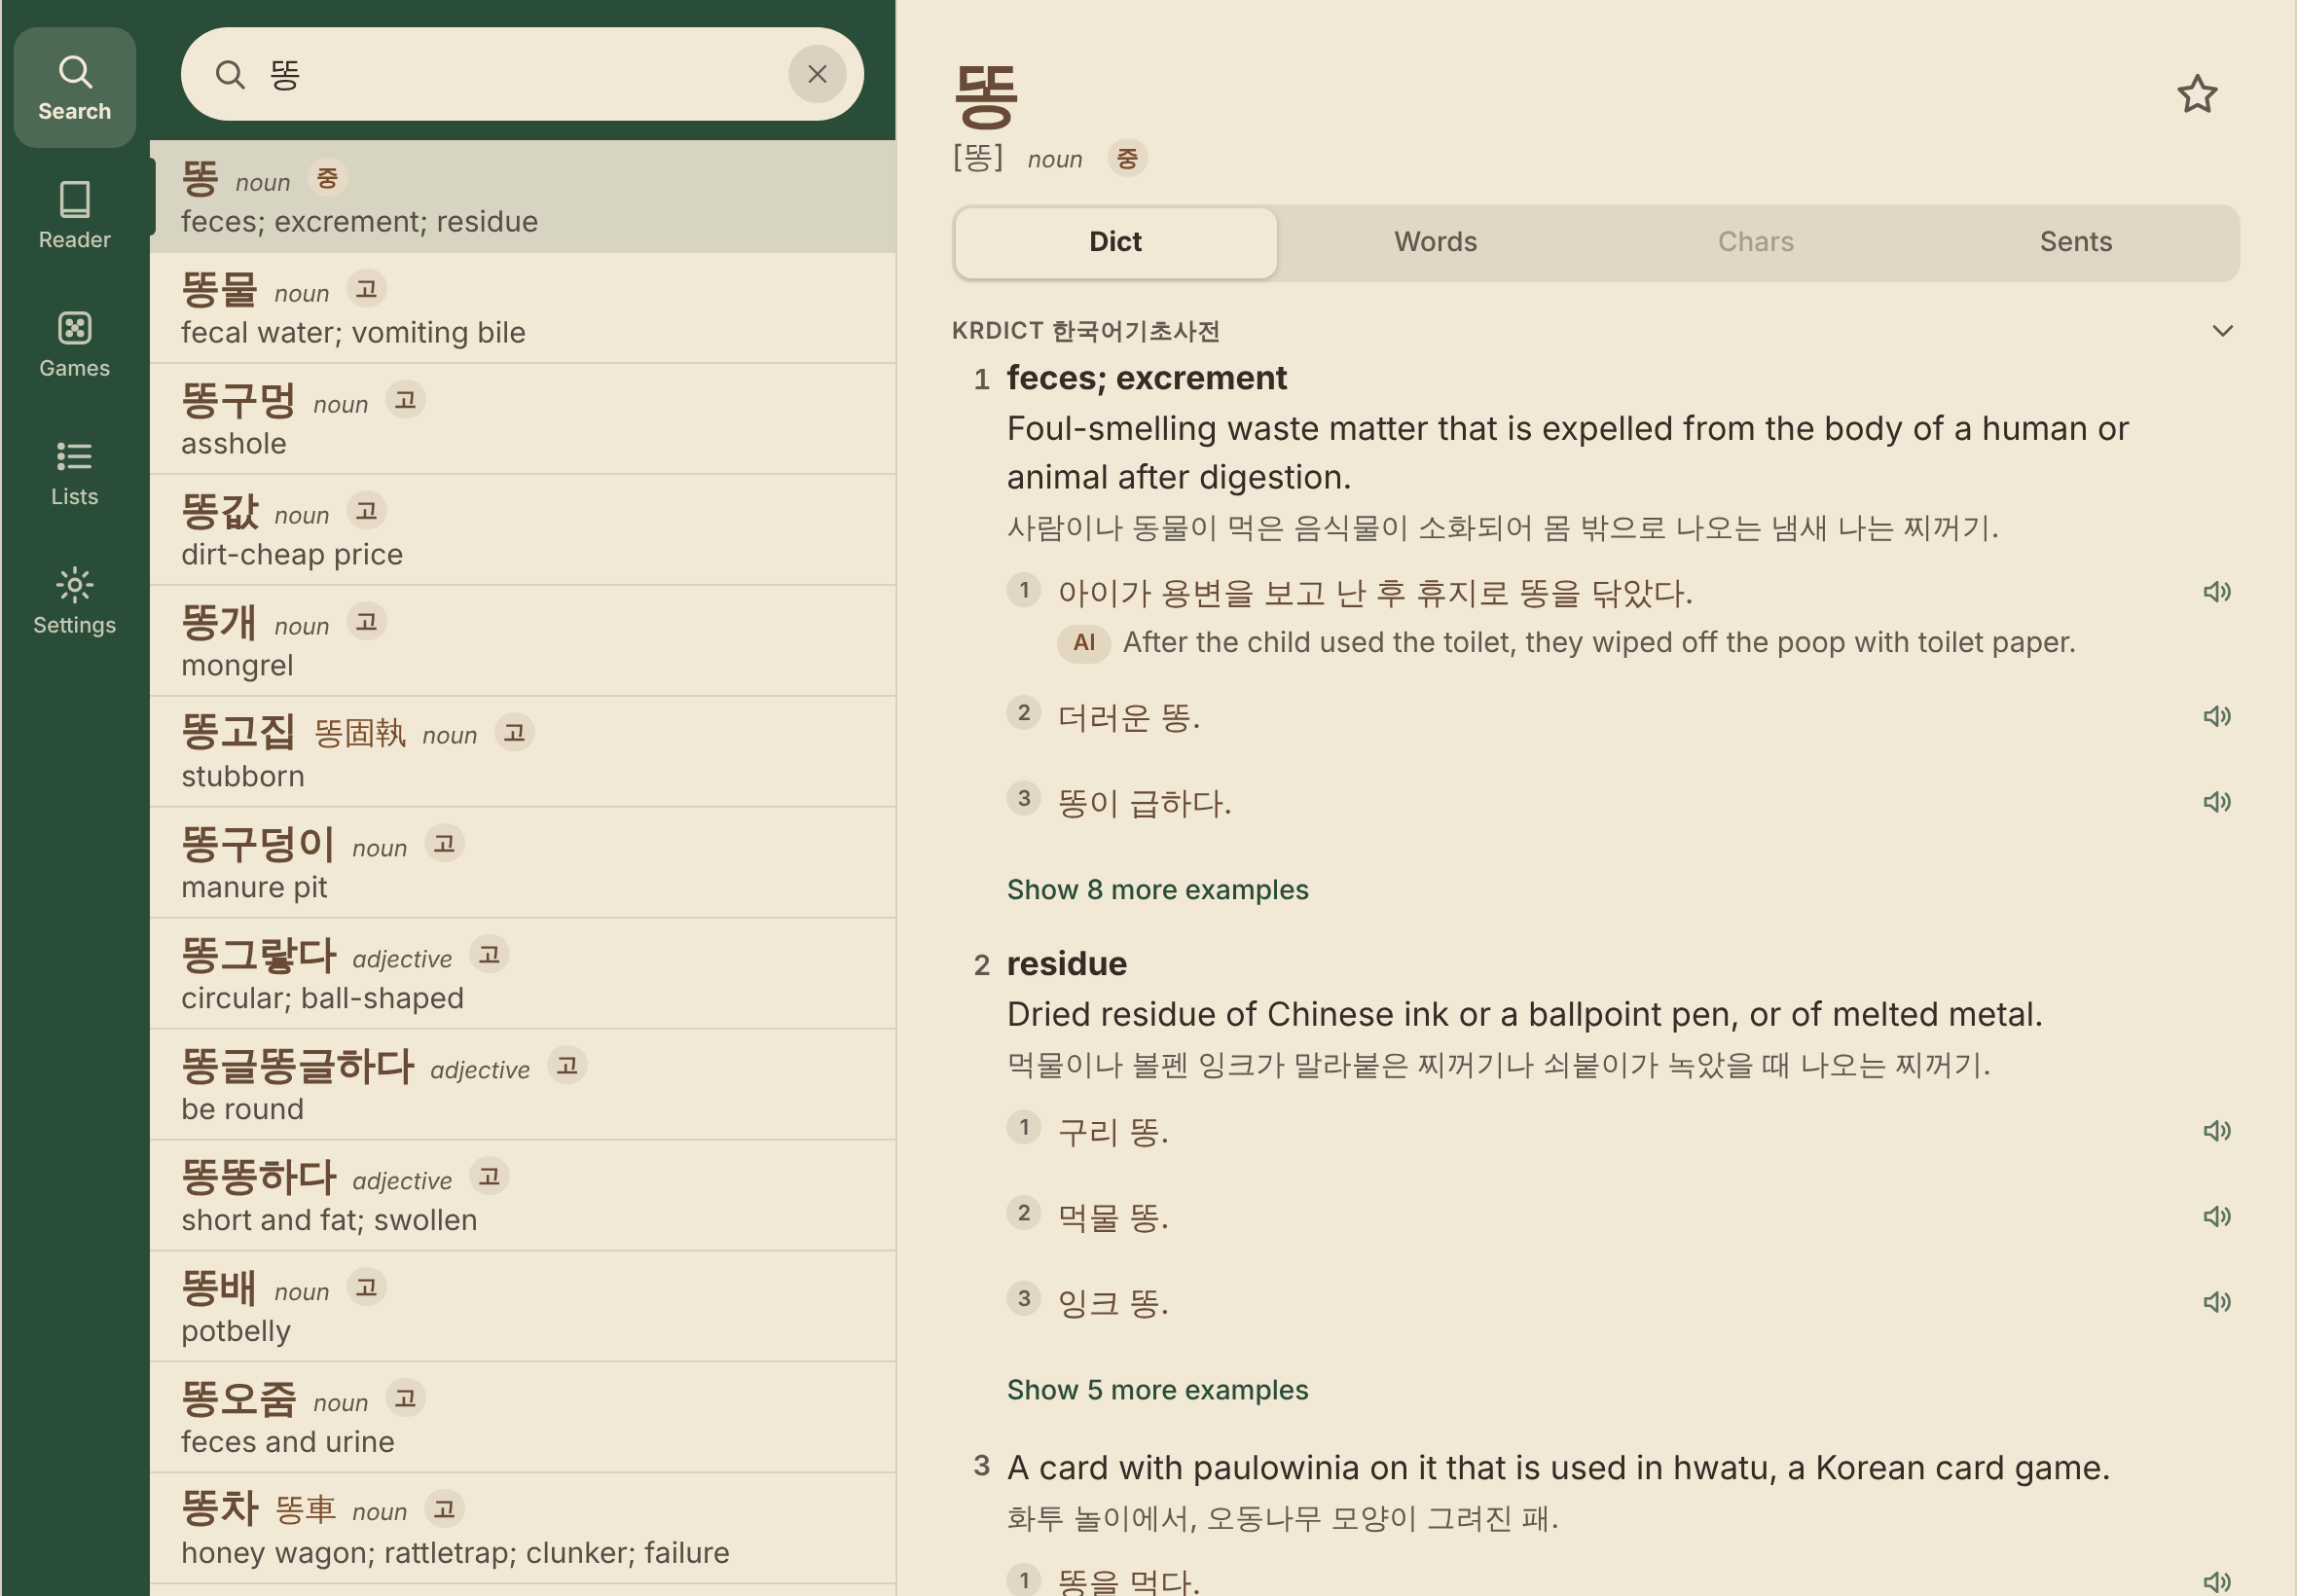 Search
Reader
Games
Lists
Settings
똥
똥 noun 중
feces; excrement; residue
똥물 noun 고
fecal water; vomiting bile
똥구멍 noun 고
asshole
똥값 noun 고
dirt-cheap price
똥개 noun 고
mongrel
똥고집 똥固執 noun 고
stubborn
똥구덩이 noun 고
manure pit
똥그랗다 adjective 고
circular; ball-shaped
똥글똥글하다 adjective 고
be round
똥똥하다 adjective 고
short and fat; swollen
똥배 noun 고
potbelly
똥오줌 noun 고
feces and urine
똥차 똥車 noun 고
honey wagon; rattletrap; clunker; failure
똥
[똥] noun 중
Dict Words Chars Sents
KRDICT 한국어기초사전
1 feces; excrement
Foul-smelling waste matter that is expelled from the body of a human or
animal after digestion.
사람이나 동물이 먹은 음식물이 소화되어 몸 밖으로 나오는 냄새 나는 찌꺼기.
1 아이가 용변을 보고 난 후 휴지로 똥을 닦았다.
AI After the child used the toilet, they wiped off the poop with toilet paper.
2 더러운 똥.
3 똥이 급하다.
Show 8 more examples
2 residue
Dried residue of Chinese ink or a ballpoint pen, or of melted metal.
먹물이나 볼펜 잉크가 말라붙은 찌꺼기나 쇠붙이가 녹았을 때 나오는 찌꺼기.
1 구리 똥.
2 먹물 똥.
3 잉크 똥.
Show 5 more examples
3 A card with paulowinia on it that is used in hwatu, a Korean card game.
화투 놀이에서, 오동나무 모양이 그려진 패.
1 똥을 먹다.